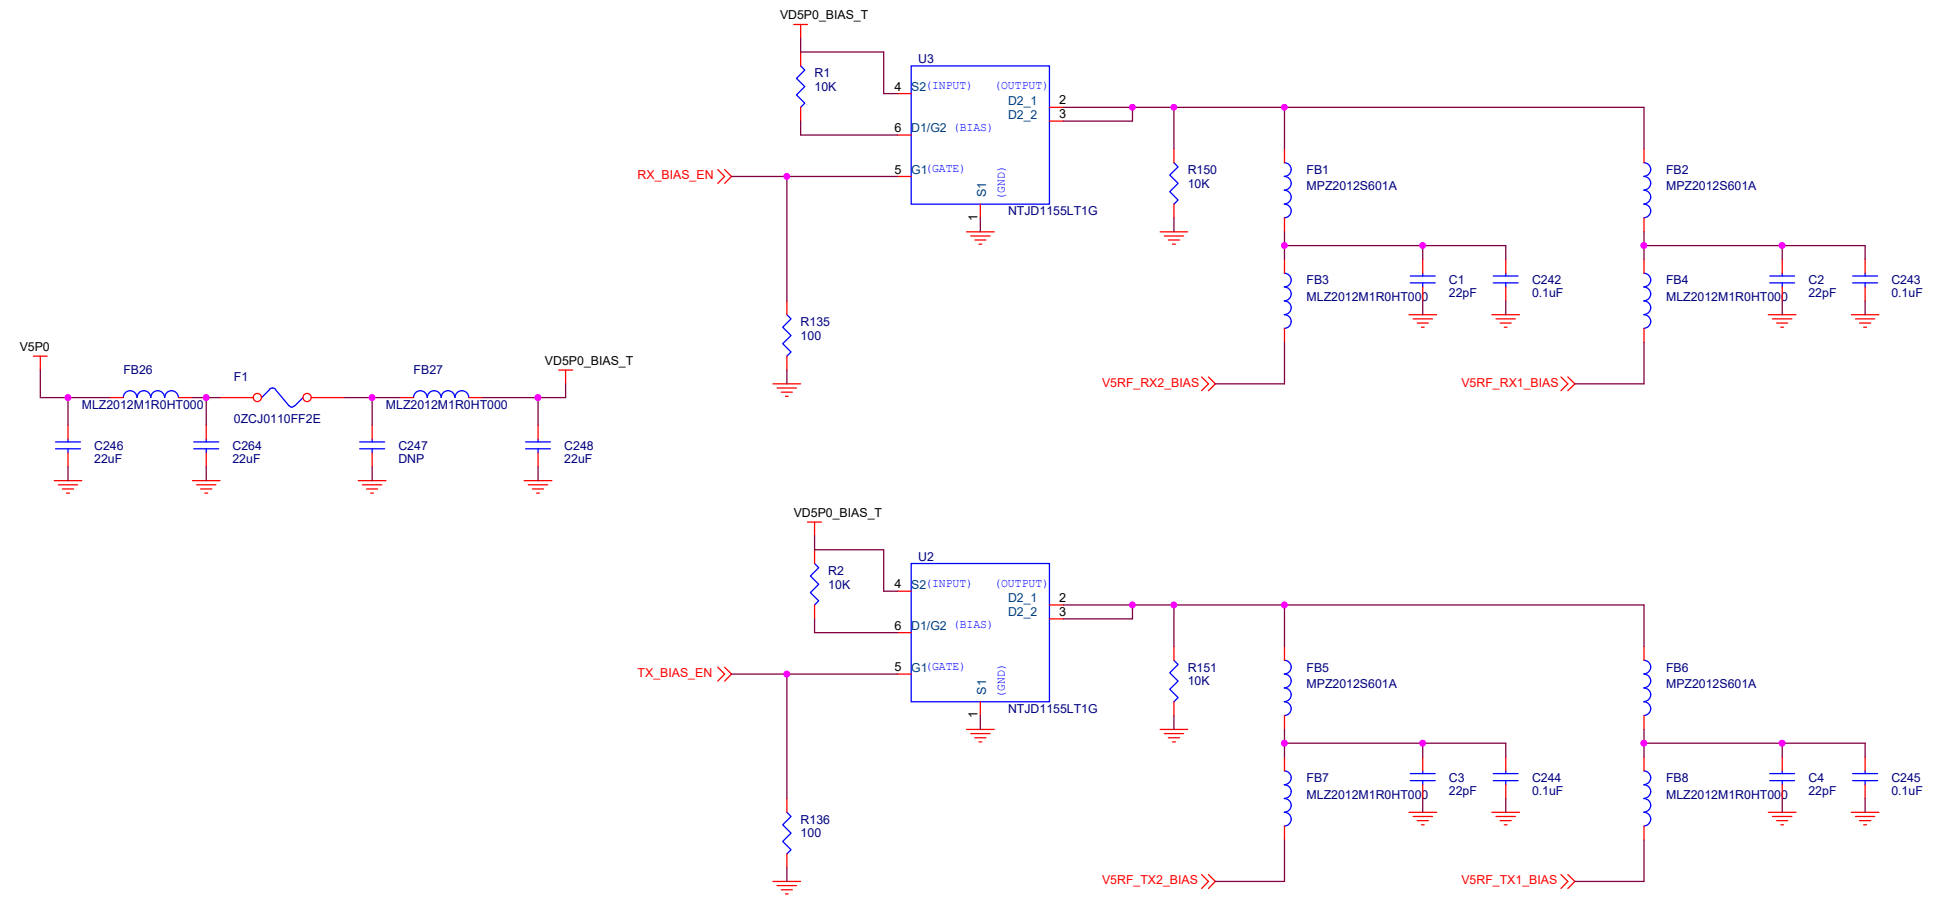 VD5P0_BIAS_T
R1
10K
U3
4
S2(INPUT)
(OUTPUT)
D2_1
2
D2_2
3
6
D1/G2 (BIAS)
RX_BIAS_EN
5
G1(GATE)
S1
(GND)
1
NTJD1155LT1G
R150
10K
FB1
MPZ2012S601A
FB2
MPZ2012S601A
FB3
MLZ2012M1R0HT000
C1
22pF
C242
0.1uF
FB4
MLZ2012M1R0HT000
C2
22pF
C243
0.1uF
R135
100
V5RF_RX2_BIAS
V5RF_RX1_BIAS
V5P0
FB26
MLZ2012M1R0HT000
F1
0ZCJ0110FF2E
FB27
MLZ2012M1R0HT000
VD5P0_BIAS_T
C246
22uF
C264
22uF
C247
DNP
C248
22uF
VD5P0_BIAS_T
R2
10K
U2
4
S2(INPUT)
(OUTPUT)
D2_1
2
D2_2
3
6
D1/G2 (BIAS)
TX_BIAS_EN
5
G1(GATE)
S1
(GND)
1
NTJD1155LT1G
R151
10K
FB5
MPZ2012S601A
FB6
MPZ2012S601A
FB7
MLZ2012M1R0HT000
C3
22pF
C244
0.1uF
FB8
MLZ2012M1R0HT000
C4
22pF
C245
0.1uF
R136
100
V5RF_TX2_BIAS
V5RF_TX1_BIAS